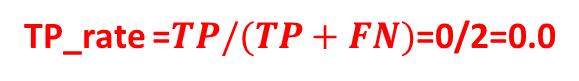 TP_rate =TP/(TP + FN)=0/2=0.0